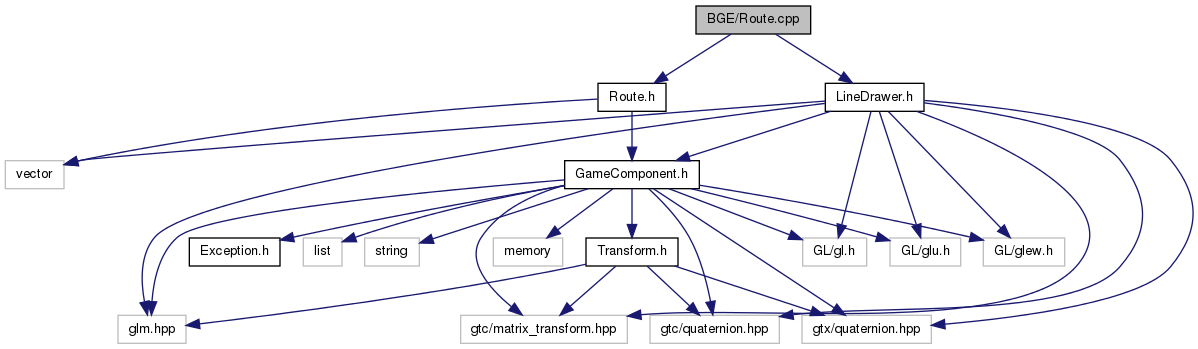 BGE/Route.cpp
Route.h
LineDrawer.h
vector
GameComponent.h
Exception.h
list
string
memory
Transform.h
GL/gl.h
GL/glu.h
GL/glew.h
glm.hpp
gtc/matrix_transform.hpp
gtc/quaternion.hpp
gtx/quaternion.hpp